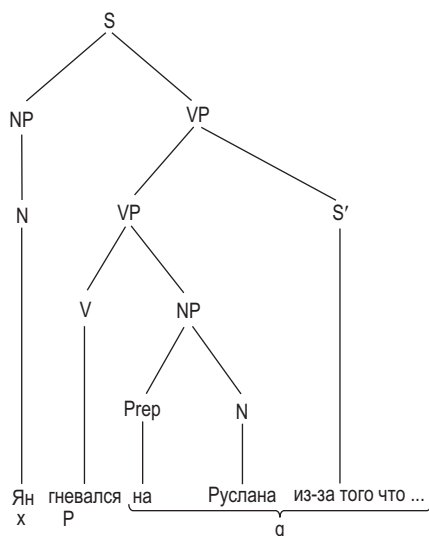 S
NP VP
N VP S′
V NP
Prep N
Ян гневался на Руслана из-за того что ...
x P
q